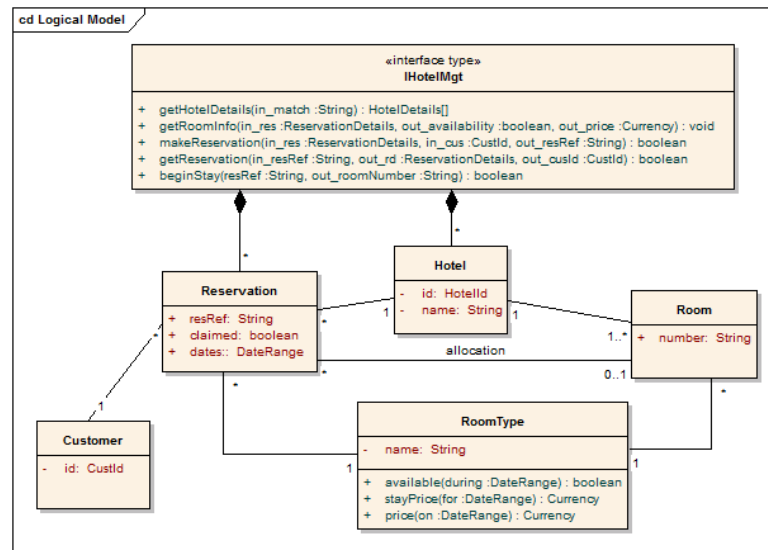 cd Logical Model
«interface type»
IHotelMgt
+ getHotelDetails(in_match :String) : HotelDetails[]
+ getRoomInfo(in_res :ReservationDetails, out_availability :boolean, out_price :Currency) : void
+ makeReservation(in_res :ReservationDetails, in_cus :CustId, out_resRef :String) : boolean
+ getReservation(in_resRef :String, out_rd :ReservationDetails, out_cusId :CustId) : boolean
+ beginStay(resRef :String, out_roomNumber :String) : boolean
*
*
Reservation
+ resRef: String
+ claimed: boolean
+ dates:: DateRange
Hotel
- id: HotelId
- name: String
Room
+ number: String
*
1
1
1..*
*
1
allocation
*
0..1
*
*
1
1
Customer
- id: CustId
RoomType
- name: String
+ available(during :DateRange) : boolean
+ stayPrice(for :DateRange) : Currency
+ price(on :DateRange) : Currency